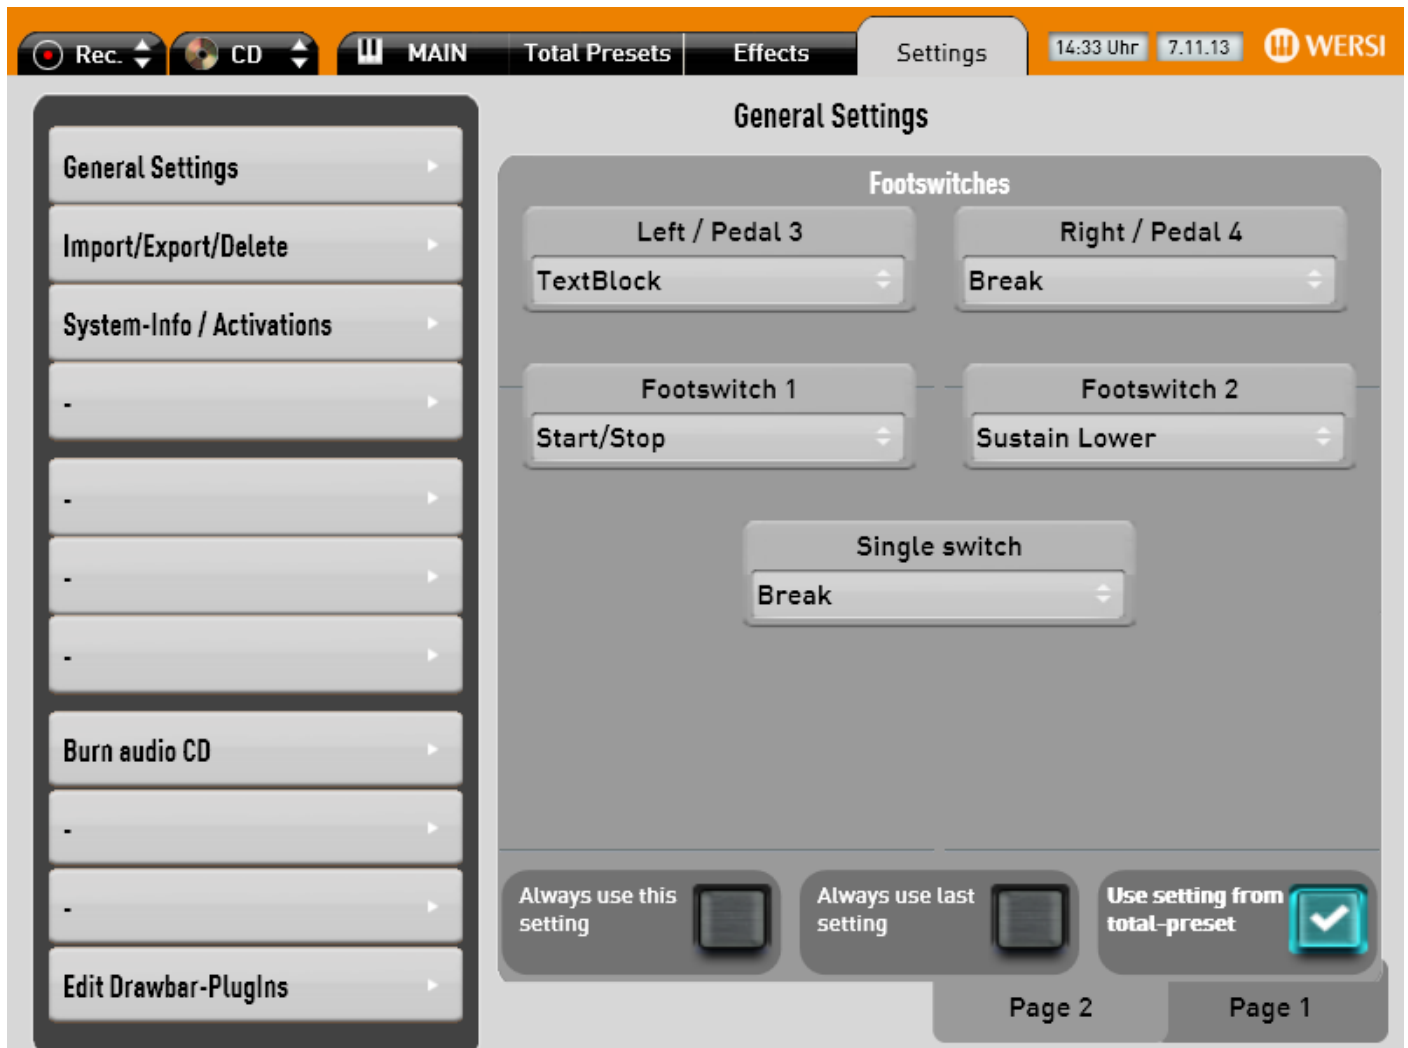 Rec. CD MAIN Total Presets Effects Settings 14:33 Uhr 7.11.13 WERSI
General Settings
Import/Export/Delete
System-Info / Activations
-
-
-
-
Burn audio CD
-
-
Edit Drawbar-PlugIns
General Settings
Footswitches
Left / Pedal 3
TextBlock
Right / Pedal 4
Break
Footswitch 1
Start/Stop
Footswitch 2
Sustain Lower
Single switch
Break
Always use this
setting
Always use last
setting
Use setting from
total-preset
Page 2
Page 1